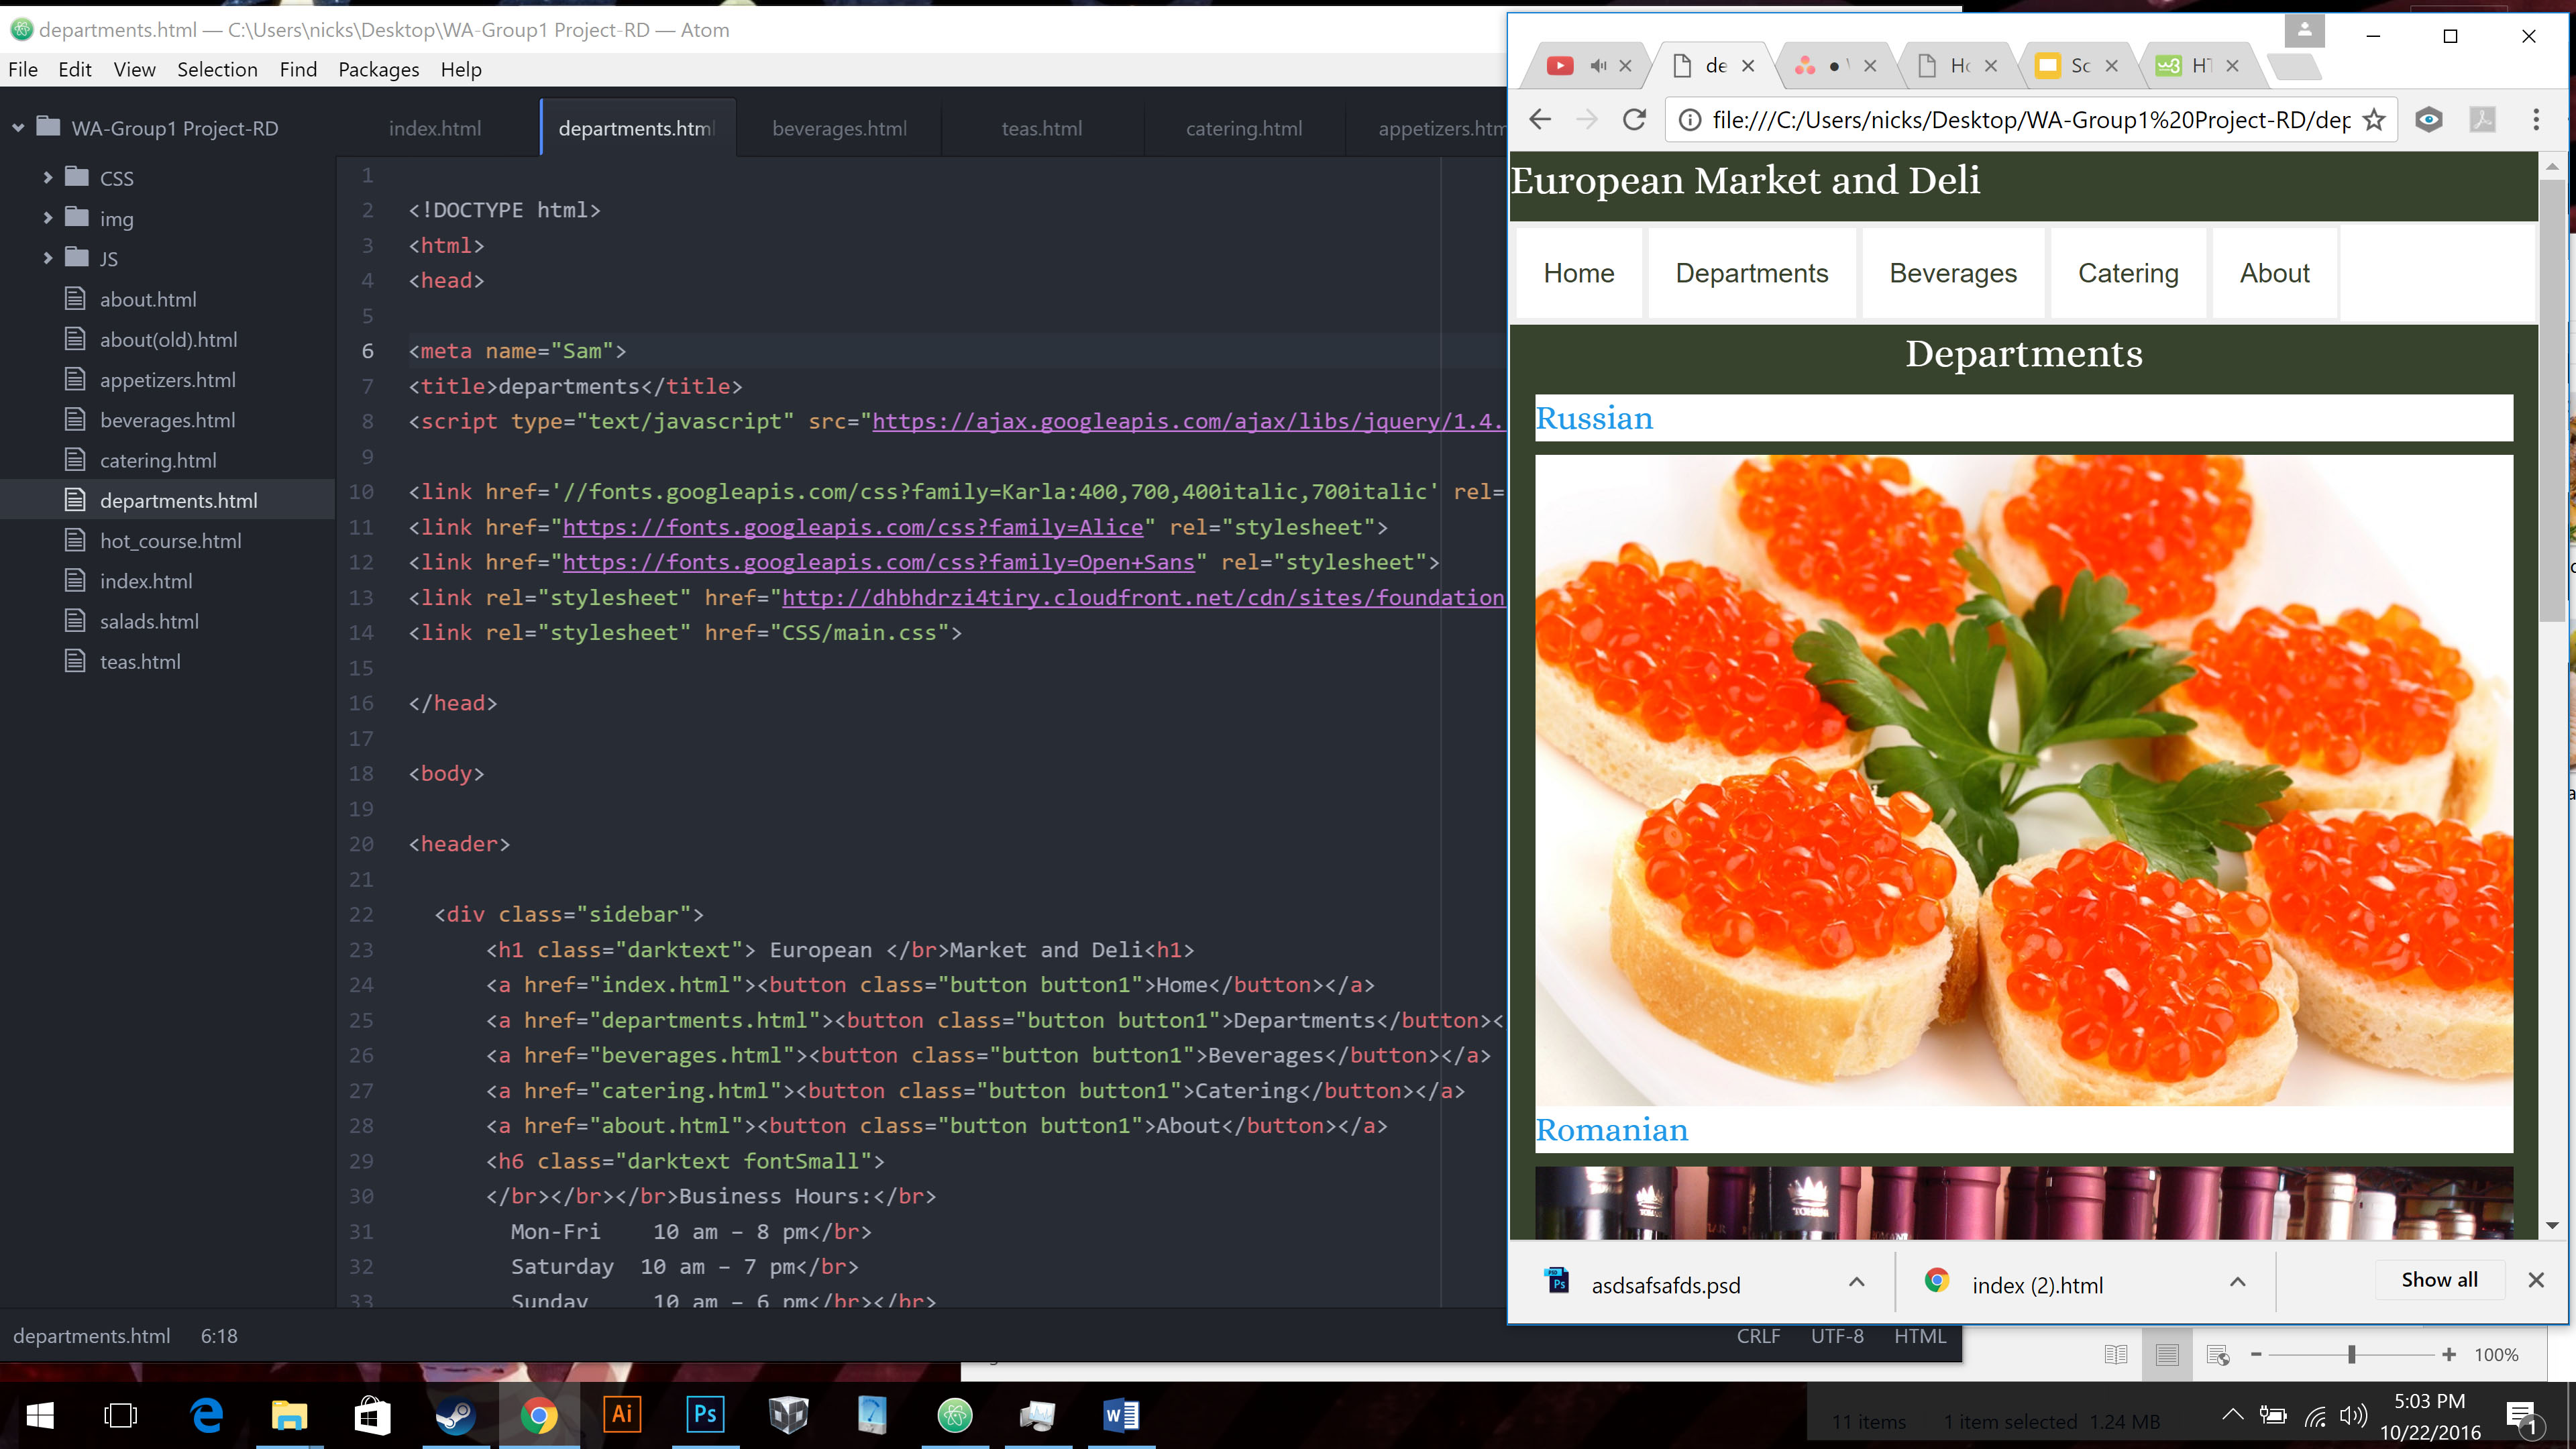 departments.html — C:\Users\nicks\Desktop\WA-Group1 Project-RD — Atom
File Edit View Selection Find Packages Help
WA-Group1 Project-RD
CSS
img
JS
about.html
about(old).html
appetizers.html
beverages.html
catering.html
departments.html
hot_course.html
index.html
salads.html
teas.html
index.html departments.html beverages.html teas.html catering.html appetizers.htm
1
2 <!DOCTYPE html>
3 <html>
4 <head>
5
6 <meta name="Sam">
7 <title>departments</title>
8 <script type="text/javascript" src="https://ajax.googleapis.com/ajax/libs/jquery/1.4.
9
10 <link href='//fonts.googleapis.com/css?family=Karla:400,700,400italic,700italic' rel=
11 <link href="https://fonts.googleapis.com/css?family=Alice" rel="stylesheet">
12 <link href="https://fonts.googleapis.com/css?family=Open+Sans" rel="stylesheet">
13 <link rel="stylesheet" href="http://dhbhdrzi4tiry.cloudfront.net/cdn/sites/foundation
14 <link rel="stylesheet" href="CSS/main.css">
15
16 </head>
17
18 <body>
19
20 <header>
21
22 <div class="sidebar">
23 <h1 class="darktext"> European </br>Market and Deli<h1>
24 <a href="index.html"><button class="button button1">Home</button></a>
25 <a href="departments.html"><button class="button button1">Departments</button><
26 <a href="beverages.html"><button class="button button1">Beverages</button></a>
27 <a href="catering.html"><button class="button button1">Catering</button></a>
28 <a href="about.html"><button class="button button1">About</button></a>
29 <h6 class="darktext fontSmall">
30 </br></br></br>Business Hours:</br>
31 Mon-Fri 10 am – 8 pm</br>
32 Saturday 10 am – 7 pm</br>
33 Sunday 10 am – 6 pm</br></br>
departments.html 6:18 CRLF UTF-8 HTML
de Sc
file:///C:/Users/nicks/Desktop/WA-Group1%20Project-RD/dep
European Market and Deli
Home Departments Beverages Catering About
Departments
Russian
Romanian
asdsafsafds.psd index (2).html Show all
100%
11 items 1 item selected 1.24 MB
5:03 PM
10/22/2016
Ai Ps
1